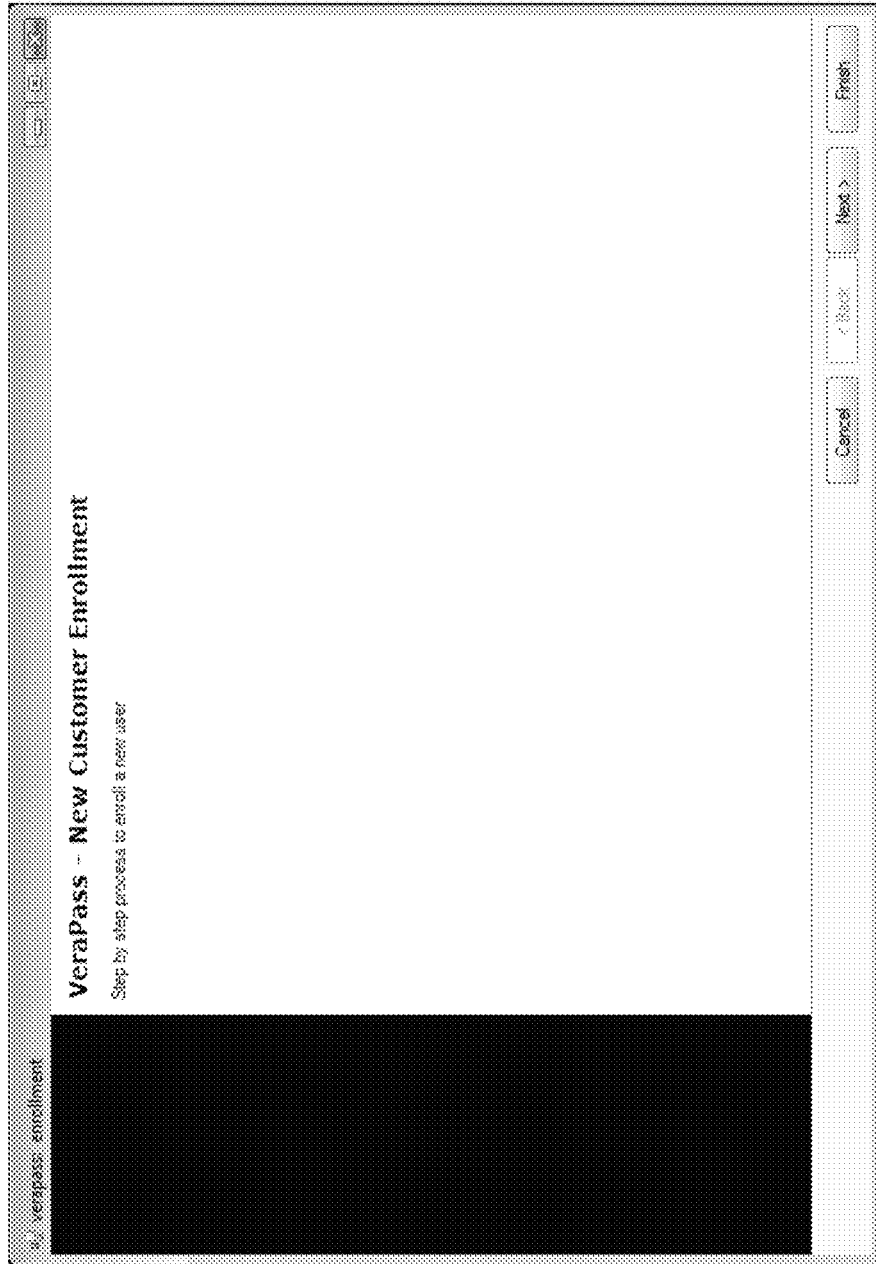 verapass: enrollment
VeraPass - New Customer Enrollment
Step by step process to enroll a new user
Cancel
< Back
Next >
Finish